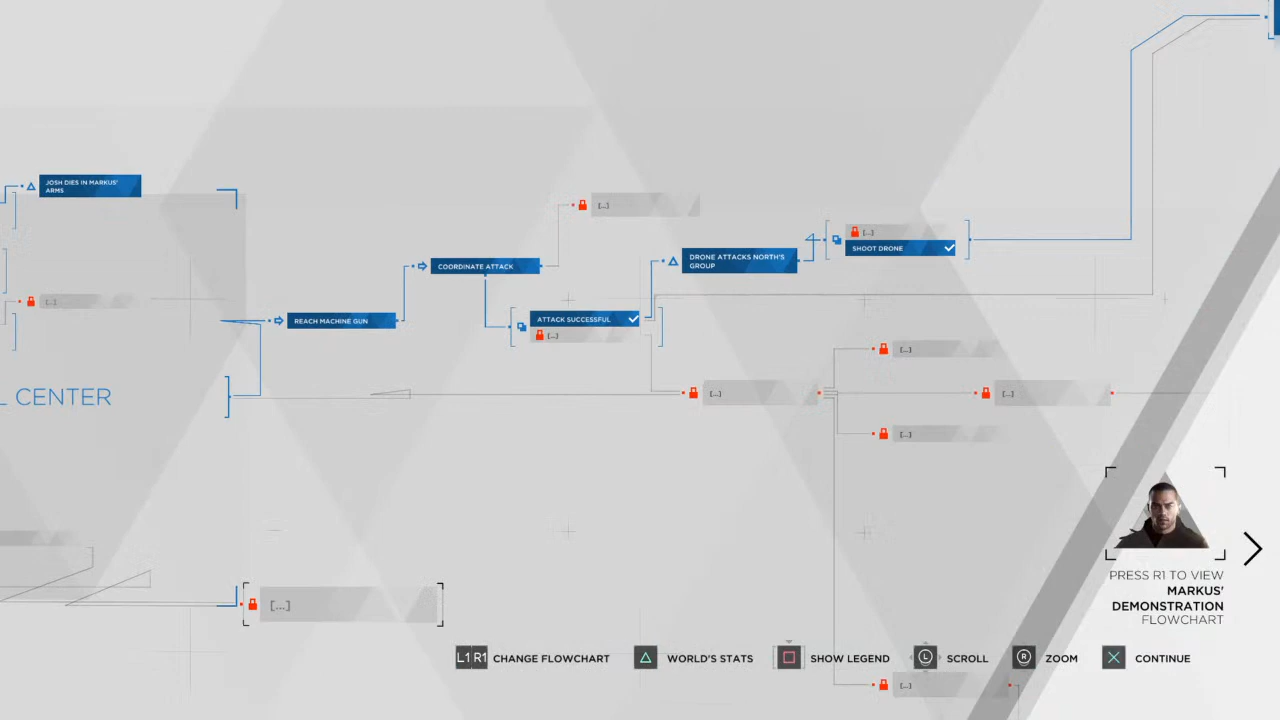 JOSH DIES IN MARKUS'
ARMS
[...]
[...]
DRONE ATTACKS NORTH'S
GROUP
[...]
SHOOT DRONE
COORDINATE ATTACK
REACH MACHINE GUN
ATTACK SUCCESSFUL
[...]
L CENTER
[...]
[...]
[...]
[...]
[...]
PRESS R1 TO VIEW
MARKUS'
DEMONSTRATION
FLOWCHART
L1 R1 CHANGE FLOWCHART
WORLD'S STATS
SHOW LEGEND
L SCROLL
R ZOOM
CONTINUE
[...]